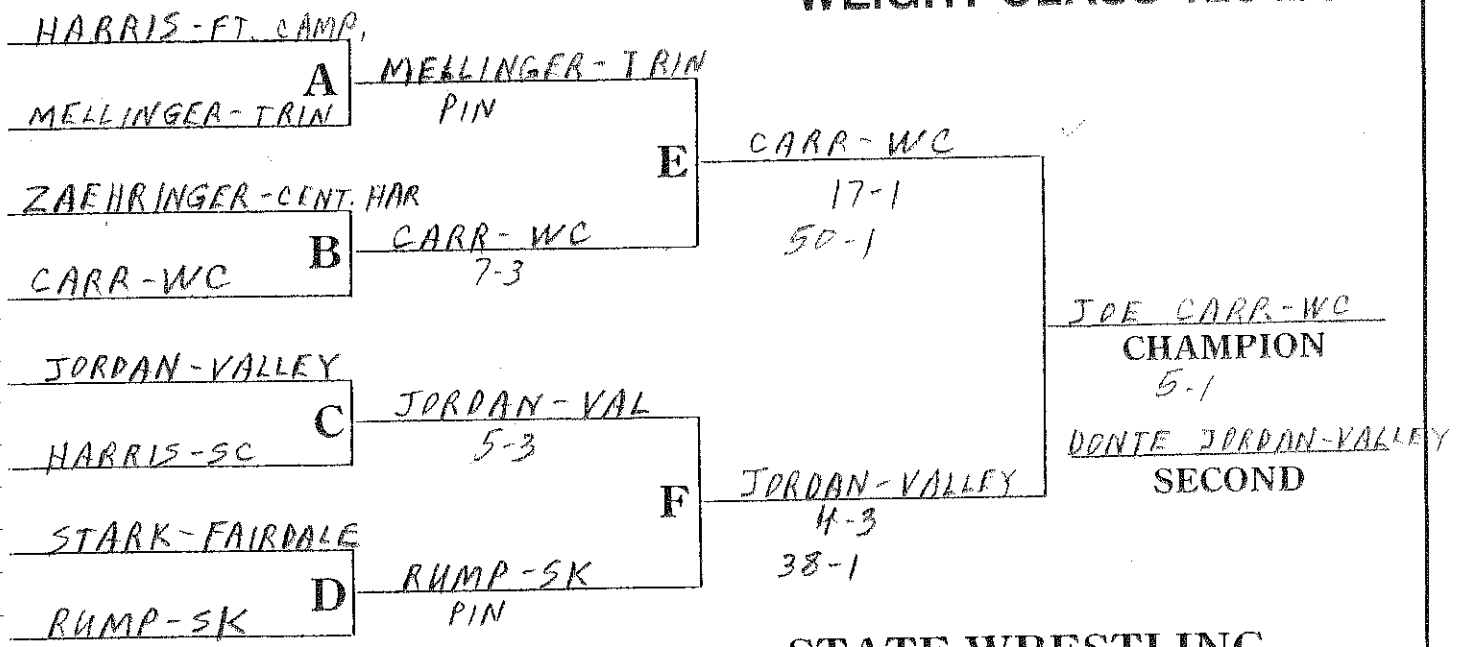 HARRIS-FT. CAMP,
A
MELLINGER-TRIN
MELLINGER-TRIN
PIN
E
CARR-WC
17-1
50-1
ZAEHRINGER-CENT. HAR
B
CARR-WC
CARR-WC
7-3
JOE CARR-WC
CHAMPION
5-1
JORDAN-VALLEY
C
HARRIS-SC
JORDAN-VAL
5-3
DONTE JORDAN-VALLEY
SECOND
F
JORDAN-VALLEY
4-3
38-1
STARK-FAIRDALE
D
RUMP-SK
RUMP-SK
PIN
STATE WRESTLING